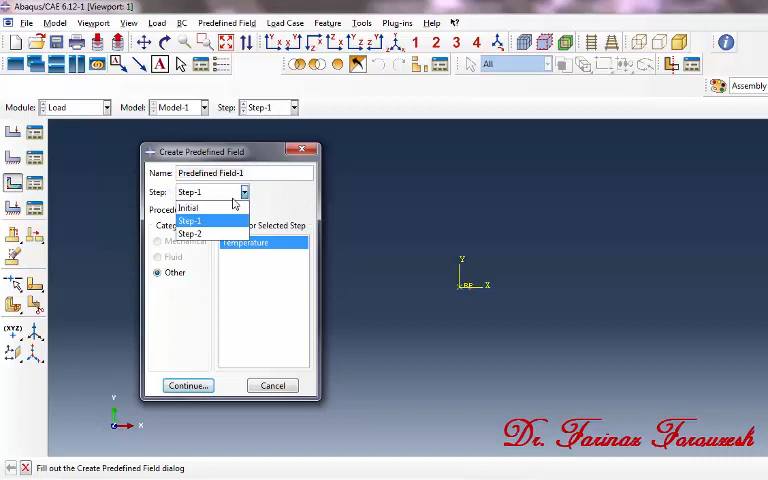 Abaqus/CAE 6.12-1 [Viewport: 1]
File Model Viewport View Load BC Predefined Field Load Case Feature Tools Plug-ins Help
1 2 3 4
All
Assembly
Module: Load Model: Model-1 Step: Step-1
Create Predefined Field
Name: Predefined Field-1
Step: Step-1
Initial
Step-1
Step-2
Mechanical
Fluid
Other
for Selected Step
Temperature
Continue... Cancel
Y
RP X
Y
X
(XYZ)
Dr. Farinaz Forouzesh
Fill out the Create Predefined Field dialog